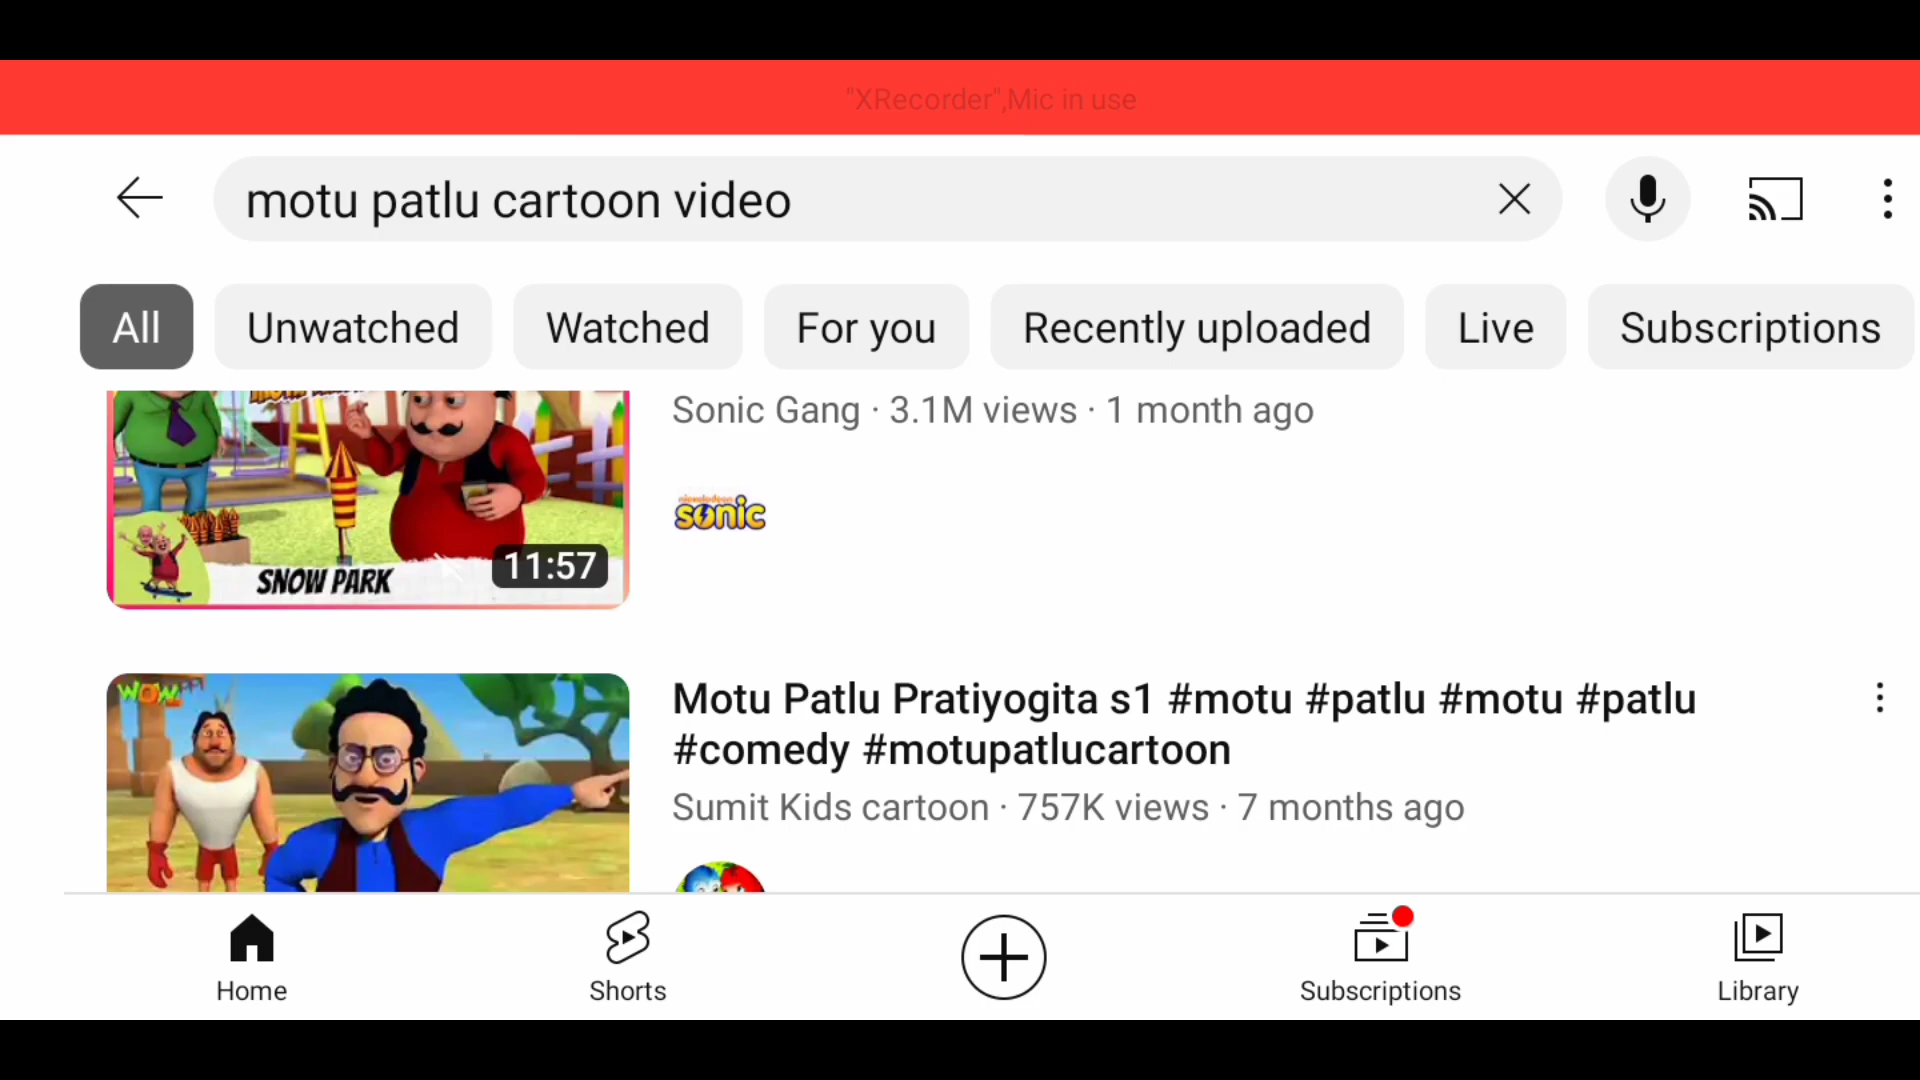 "XRecorder",Mic in use
motu patlu cartoon video
All
Unwatched
Watched
For you
Recently uploaded
Live
Subscriptions
Sonic Gang · 3.1M views · 1 month ago
nickelodeon
sonic
SNOW PARK
11:57
WOW
Motu Patlu Pratiyogita s1 #motu #patlu #motu #patlu
#comedy #motupatlucartoon
Sumit Kids cartoon · 757K views · 7 months ago
Home
Shorts
Subscriptions
Library